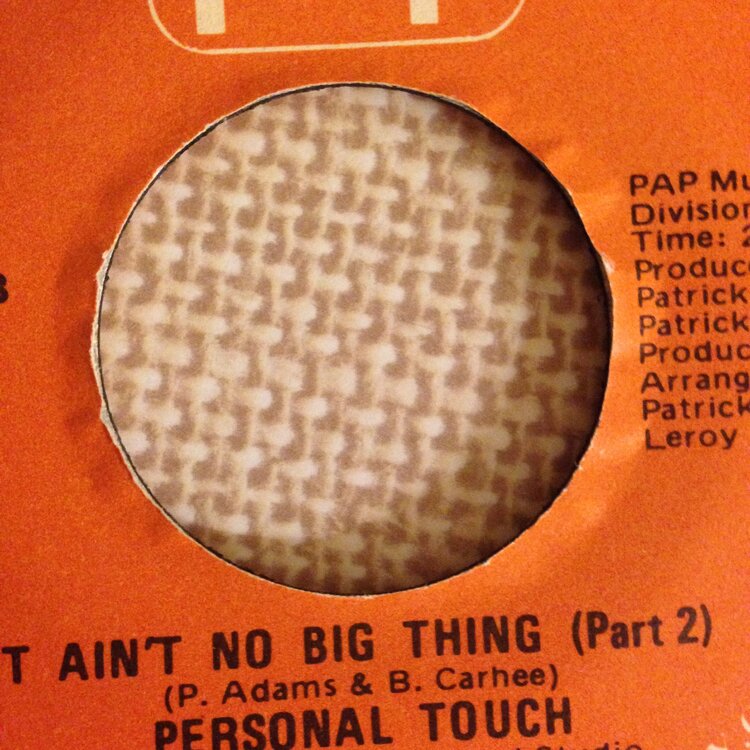 PAP Mu
Division
Time: 2
Produc
Patrick
Patrick
Produc
Arrang
Patrick
Leroy
T AIN'T NO BIG THING (Part 2)
(P. Adams & B. Carhee)
PERSONAL TOUCH